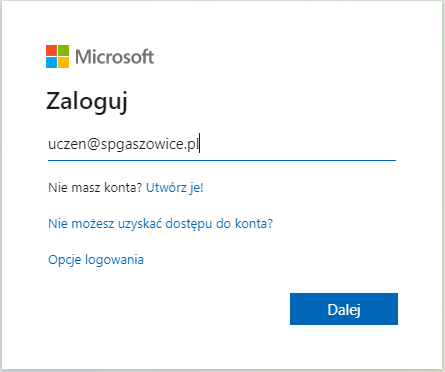 Microsoft
Zaloguj
uczen@spgaszowice.pl
Nie masz konta? Utwórz je!
Nie możesz uzyskać dostępu do konta?
Opcje logowania
Dalej